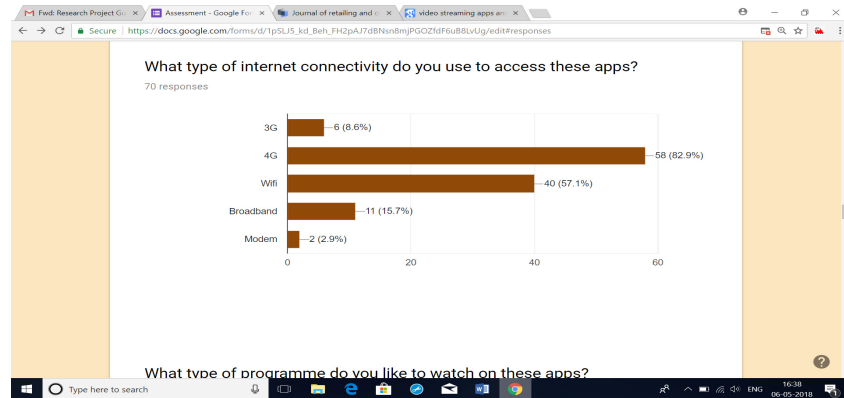 Fwd: Research Project Gu
Assessment - Google For
Journal of retailing and c
video streaming apps an
Secure
https://docs.google.com/forms/d/1pSLJ5_kd_Beh_FH2pAJ7dBNsn8mjPGOZfdF6uB8LvUg/edit#responses
What type of internet connectivity do you use to access these apps?
70 responses
3G 6 (8.6%)
4G 58 (82.9%)
Wifi 40 (57.1%)
Broadband 11 (15.7%)
Modem 2 (2.9%)
0 20 40 60
What type of programme do you like to watch on these apps?
Type here to search
ENG
16:38
06-05-2018